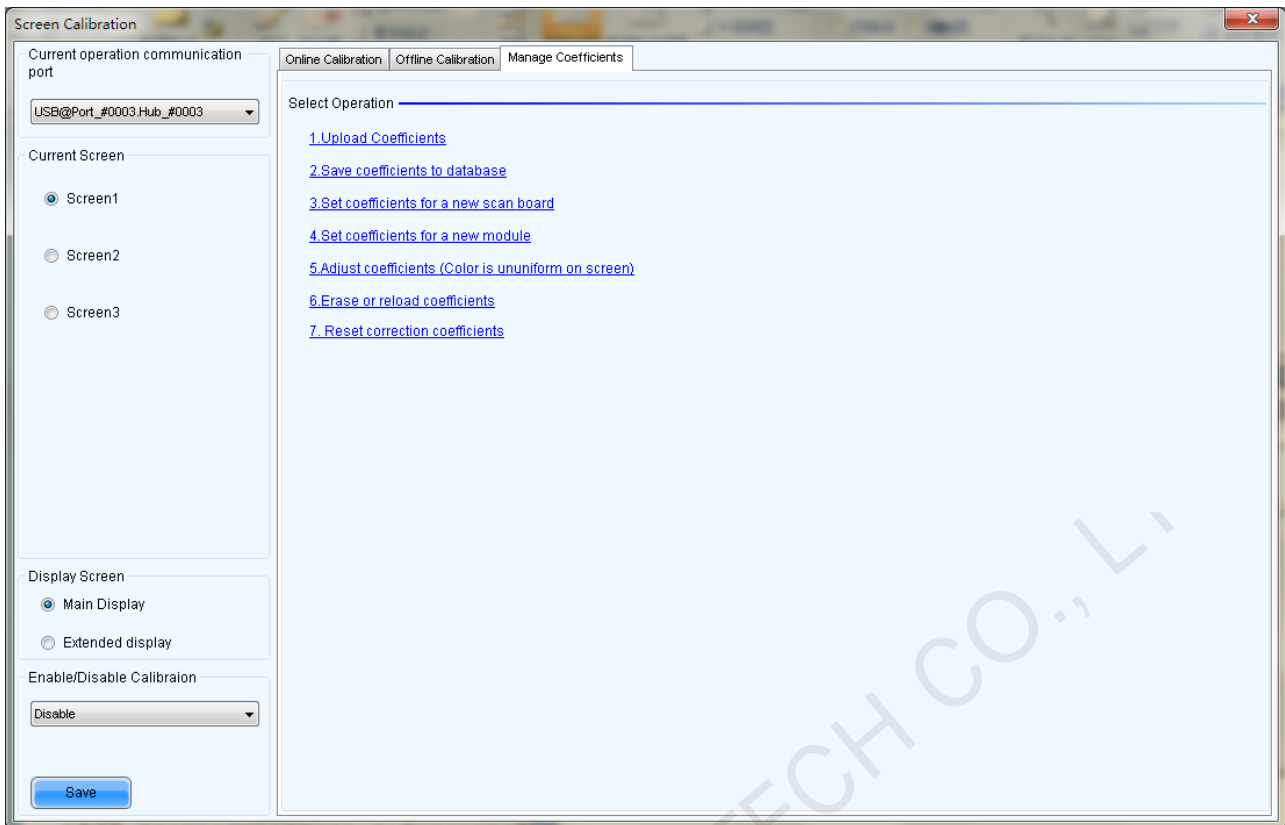 Screen Calibration
Current operation communication
port
USB@Port_#0003.Hub_#0003
Current Screen
Screen1
Screen2
Screen3
Display Screen
Main Display
Extended display
Enable/Disable Calibraion
Disable
Save
Online Calibration
Offline Calibration
Manage Coefficients
Select Operation
1.Upload Coefficients
2.Save coefficients to database
3.Set coefficients for a new scan board
4.Set coefficients for a new module
5.Adjust coefficients (Color is ununiform on screen)
6.Erase or reload coefficients
7. Reset correction coefficients
TECH CO.,